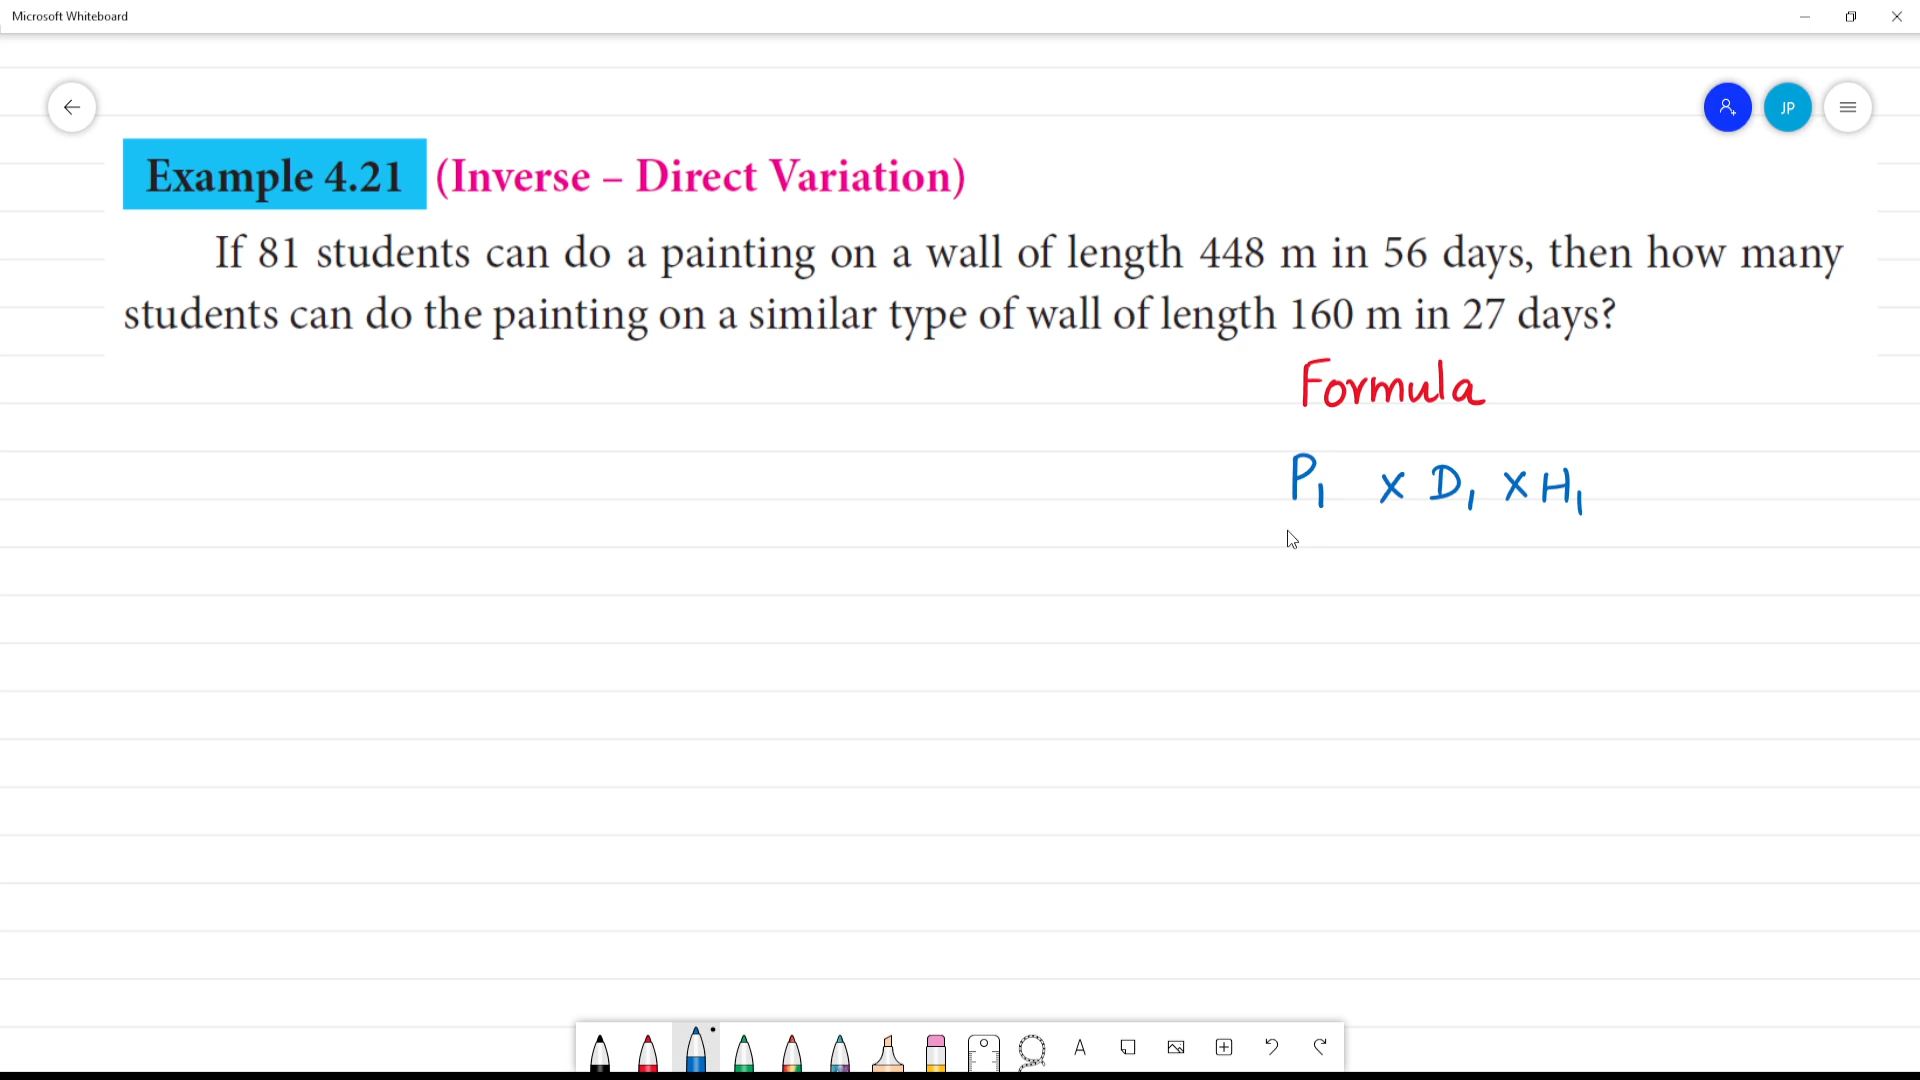 Microsoft Whiteboard
JP
Example 4.21 (Inverse – Direct Variation)
If 81 students can do a painting on a wall of length 448 m in 56 days, then how many
students can do the painting on a similar type of wall of length 160 m in 27 days?
Formula
P₁ × D₁ × H₁
A